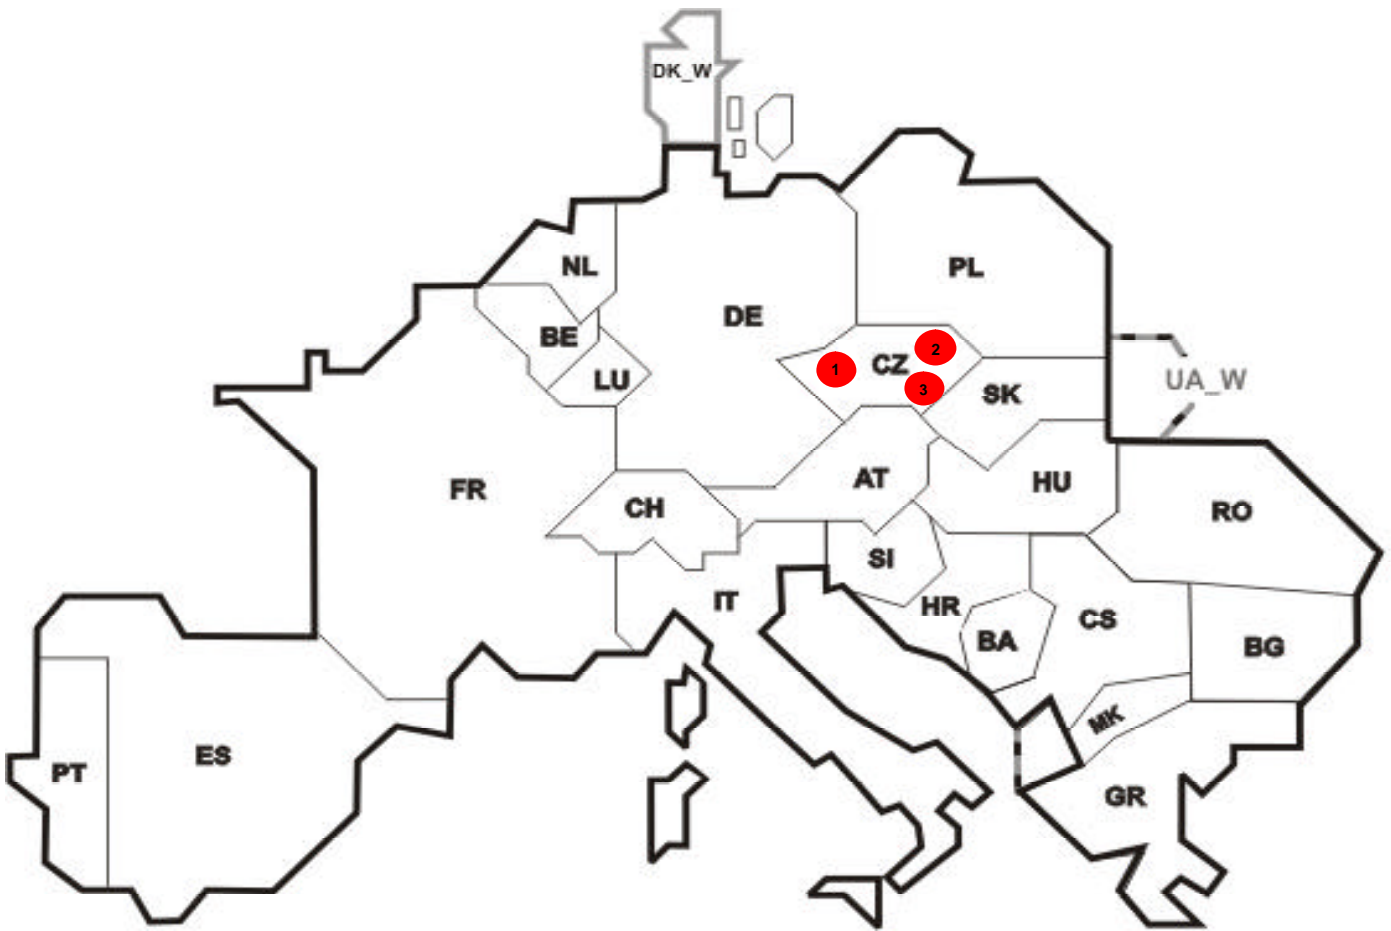 DK_W
NL
PL
BE
DE
2
1
CZ
LU
UA_W
3
SK
FR
AT
HU
CH
RO
SI
IT
HR
CS
BA
BG
MK
ES
PT
GR